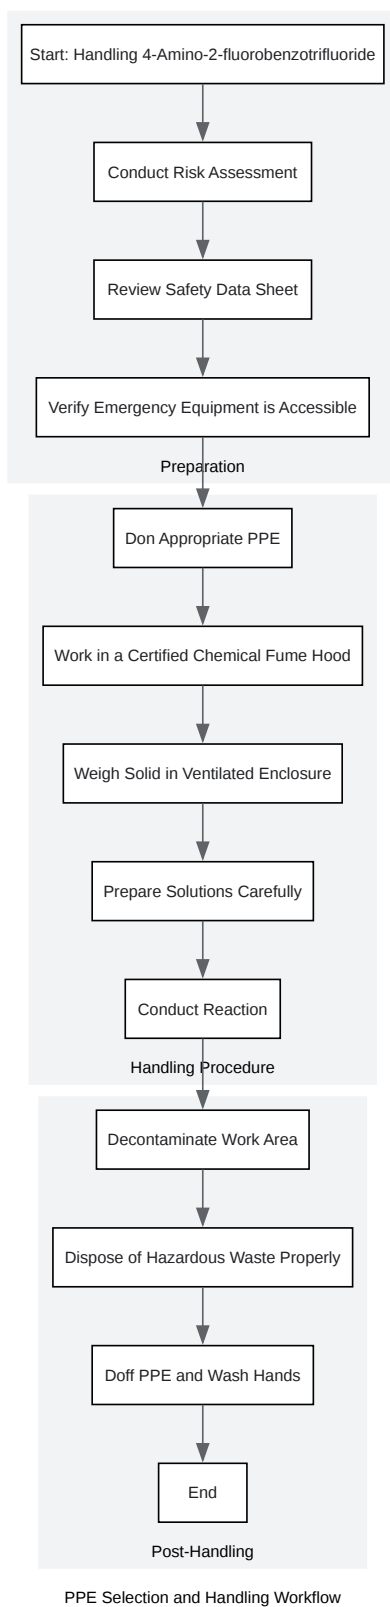 Start: Handling 4-Amino-2-fluorobenzotrifluoride
Conduct Risk Assessment
Review Safety Data Sheet
Verify Emergency Equipment is Accessible
Preparation
Don Appropriate PPE
Work in a Certified Chemical Fume Hood
Weigh Solid in Ventilated Enclosure
Prepare Solutions Carefully
Conduct Reaction
Handling Procedure
Decontaminate Work Area
Dispose of Hazardous Waste Properly
Doff PPE and Wash Hands
End
Post-Handling
PPE Selection and Handling Workflow